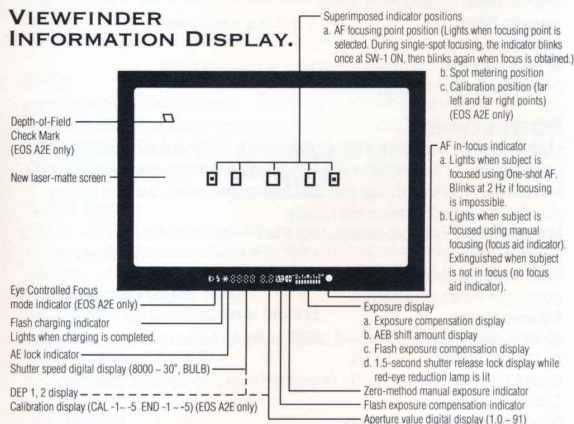 VIEWFINDER
INFORMATION DISPLAY.
Superimposed indicator positions
a. AF focusing point position (Lights when focusing point is
selected. During single-spot focusing, the indicator blinks
once at SW-1 ON, then blinks again when focus is obtained.)
b. Spot metering position
c. Calibration position (far
left and far right points)
(EOS A2E only)
AF in-focus indicator
a. Lights when subject is
focused using One-shot AF.
Blinks at 2 Hz if focusing
is impossible.
b. Lights when subject is
focused using manual
focusing (focus aid indicator).
Extinguished when subject
is not in focus (no focus
aid indicator).
Depth-of-Field
Check Mark
(EOS A2E only)
New laser-matte screen
8888 8.8
Eye Controlled Focus
mode indicator (EOS A2E only)
Flash charging indicator
Lights when charging is completed.
AE lock indicator
Shutter speed digital display (8000 ~ 30", BULB)
DEP 1, 2 display
Calibration display (CAL -1~ -5 END -1 ~ -5) (EOS A2E only)
Exposure display
a. Exposure compensation display
b. AEB shift amount display
c. Flash exposure compensation display
d. 1.5-second shutter release lock display while
red-eye reduction lamp is lit
Zero-method manual exposure indicator
Flash exposure compensation indicator
Aperture value digital display (1.0 ~ 91)